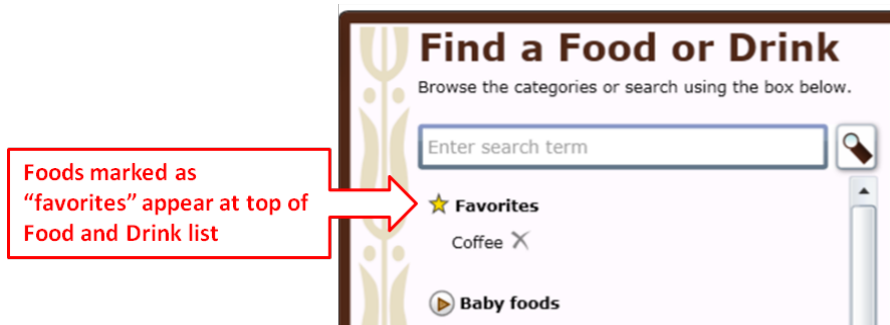 Find a Food or Drink
Browse the categories or search using the box below.
Enter search term
Foods marked as
“favorites” appear at top of
Food and Drink list
Favorites
Coffee
Baby foods